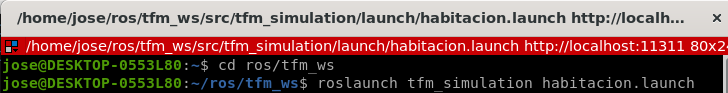 /home/jose/ros/tfm_ws/src/tfm_simulation/launch/habitacion.launch http://localh...
/home/jose/ros/tfm_ws/src/tfm_simulation/launch/habitacion.launch http://localhost:11311 80x2
jose@DESKTOP-0553L80:~$ cd ros/tfm_ws
jose@DESKTOP-0553L80:~/ros/tfm_ws$ roslaunch tfm_simulation habitacion.launch